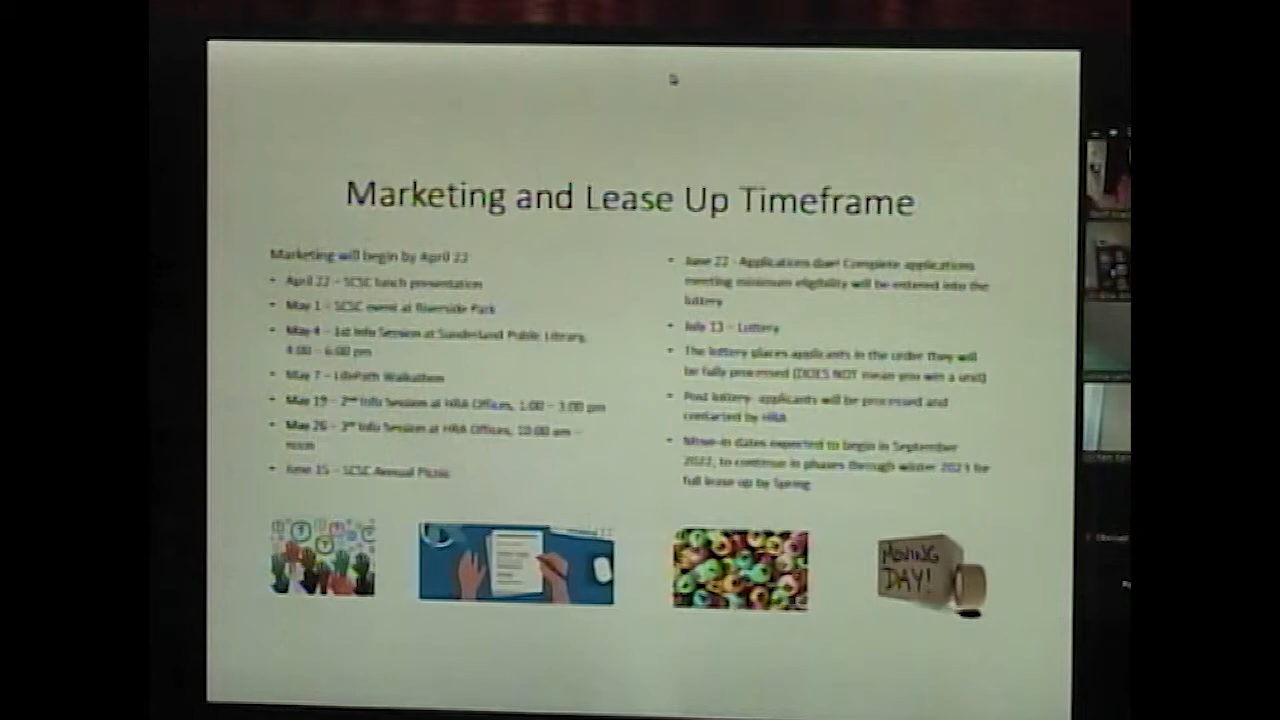 Marketing and Lease Up Timeframe
Marketing will begin by April 22
• April 22 – SCSC lunch presentation
• May 1 – SCSC event at Riverside Park
• May 4 – 1st Info Session at Sunderland Public Library,
4:00 – 6:00 pm
• May 7 – LifePath Walkathon
• May 19 – 2nd Info Session at HRA Offices, 1:00 – 3:00 pm
• May 26 – 3rd Info Session at HRA Offices, 10:00 am –
noon
• June 15 – SCSC Annual Picnic
• June 22 - Applications due! Complete applications
meeting minimum eligibility will be entered into the
lottery
• July 13 – Lottery
• The lottery places applicants in the order they will
be fully processed (DOES NOT mean you win a unit)
• Post lottery- applicants will be processed and
contacted by HRA
• Move-in dates expected to begin in September
2022, to continue in phases through winter 2023 for
full lease up by Spring
MOVING
DAY!